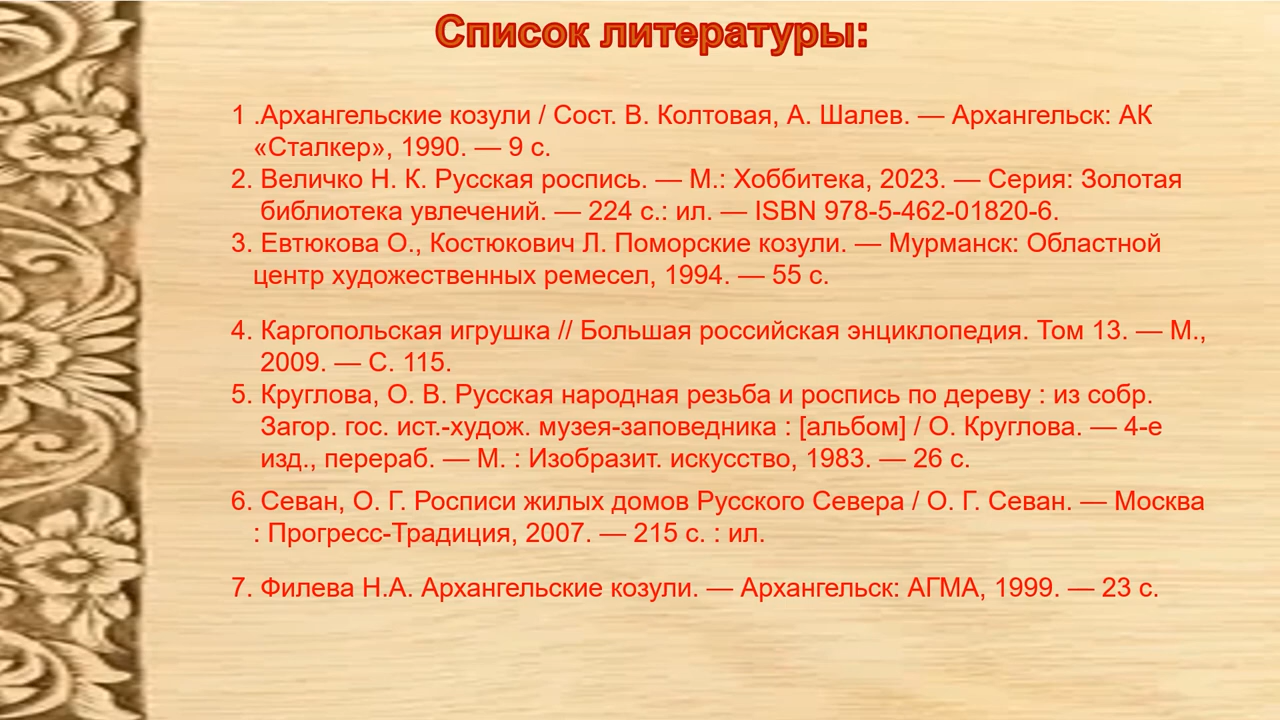 Список литературы:
1 .Архангельские козули / Сост. В. Колтовая, А. Шалев. — Архангельск: АК
«Сталкер», 1990. — 9 с.
2. Величко Н. К. Русская роспись. — М.: Хоббитека, 2023. — Серия: Золотая
библиотека увлечений. — 224 с.: ил. — ISBN 978-5-462-01820-6.
3. Евтюкова О., Костюкович Л. Поморские козули. — Мурманск: Областной
центр художественных ремесел, 1994. — 55 с.
4. Каргопольская игрушка // Большая российская энциклопедия. Том 13. — М.,
2009. — С. 115.
5. Круглова, О. В. Русская народная резьба и роспись по дереву : из собр.
Загор. гос. ист.-худож. музея-заповедника : [альбом] / О. Круглова. — 4-е
изд., перераб. — М. : Изобразит. искусство, 1983. — 26 с.
6. Севан, О. Г. Росписи жилых домов Русского Севера / О. Г. Севан. — Москва
: Прогресс-Традиция, 2007. — 215 с. : ил.
7. Филева Н.А. Архангельские козули. — Архангельск: АГМА, 1999. — 23 с.